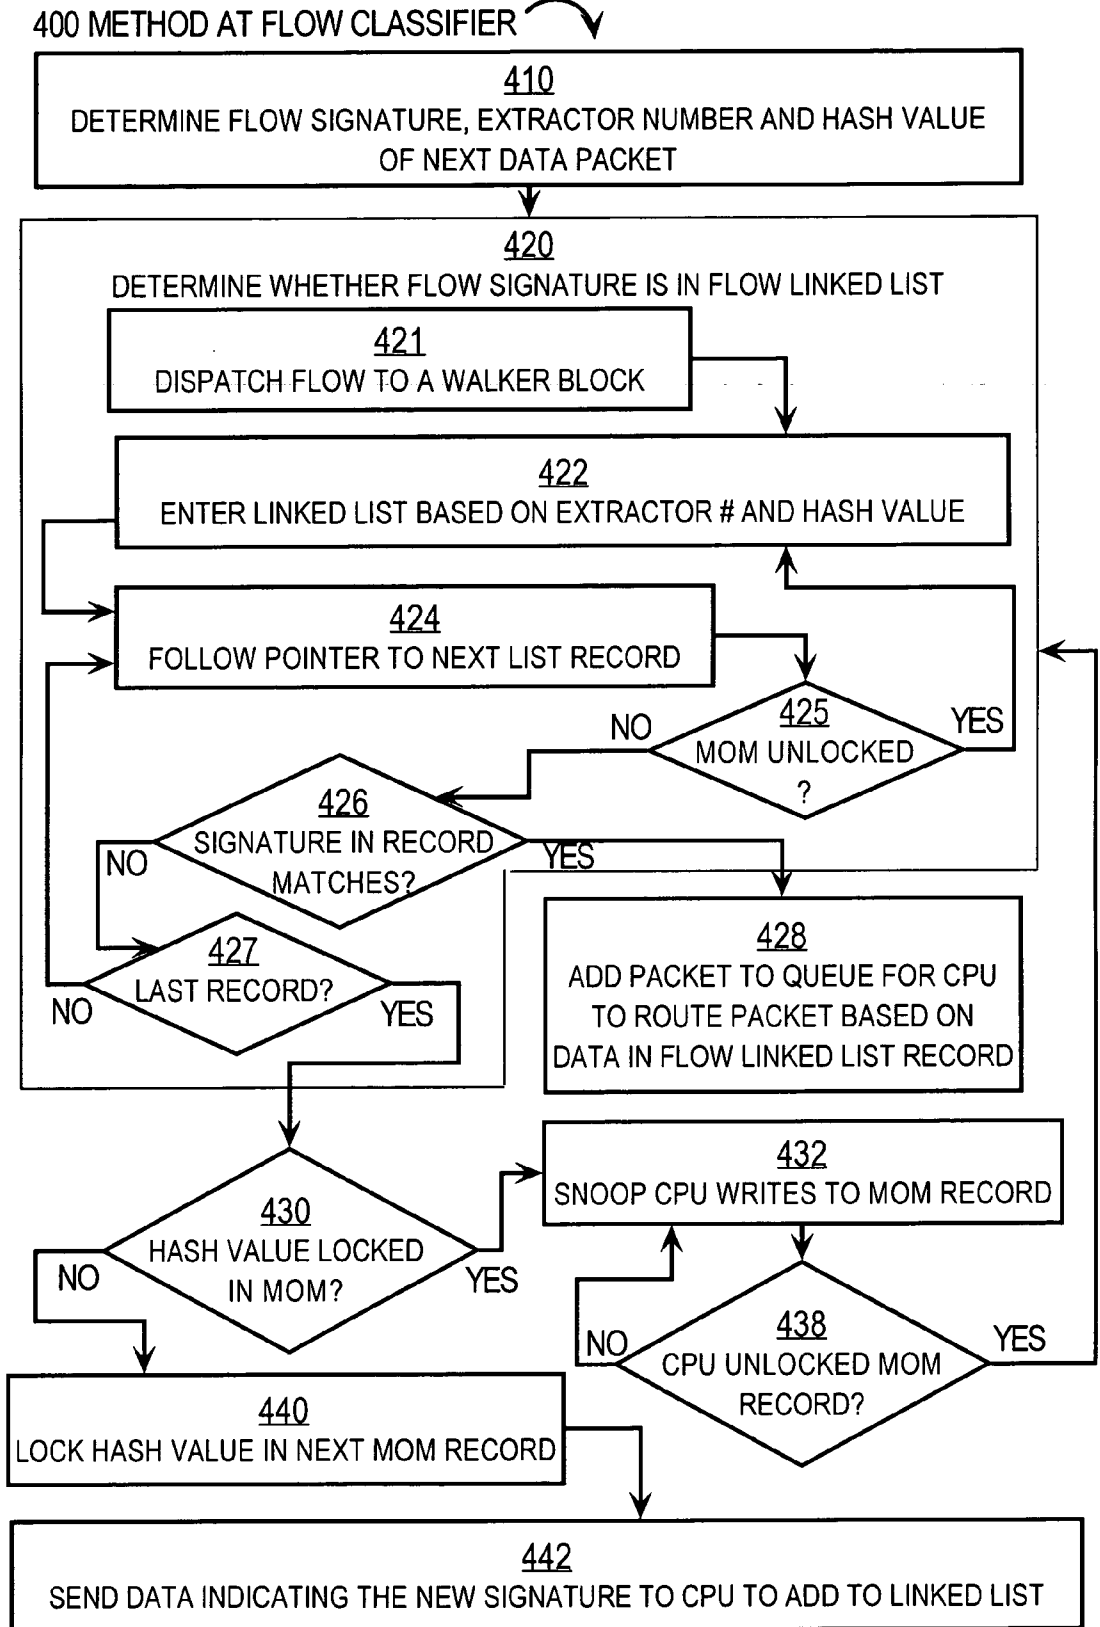 400 METHOD AT FLOW CLASSIFIER
410
DETERMINE FLOW SIGNATURE, EXTRACTOR NUMBER AND HASH VALUE
OF NEXT DATA PACKET
420
DETERMINE WHETHER FLOW SIGNATURE IS IN FLOW LINKED LIST
421
DISPATCH FLOW TO A WALKER BLOCK
422
ENTER LINKED LIST BASED ON EXTRACTOR # AND HASH VALUE
424
FOLLOW POINTER TO NEXT LIST RECORD
425
MOM UNLOCKED
?
NO
YES
426
SIGNATURE IN RECORD
MATCHES?
NO
YES
427
LAST RECORD?
NO
YES
428
ADD PACKET TO QUEUE FOR CPU
TO ROUTE PACKET BASED ON
DATA IN FLOW LINKED LIST RECORD
430
HASH VALUE LOCKED
IN MOM?
NO
YES
432
SNOOP CPU WRITES TO MOM RECORD
438
CPU UNLOCKED MOM
RECORD?
NO
YES
440
LOCK HASH VALUE IN NEXT MOM RECORD
442
SEND DATA INDICATING THE NEW SIGNATURE TO CPU TO ADD TO LINKED LIST